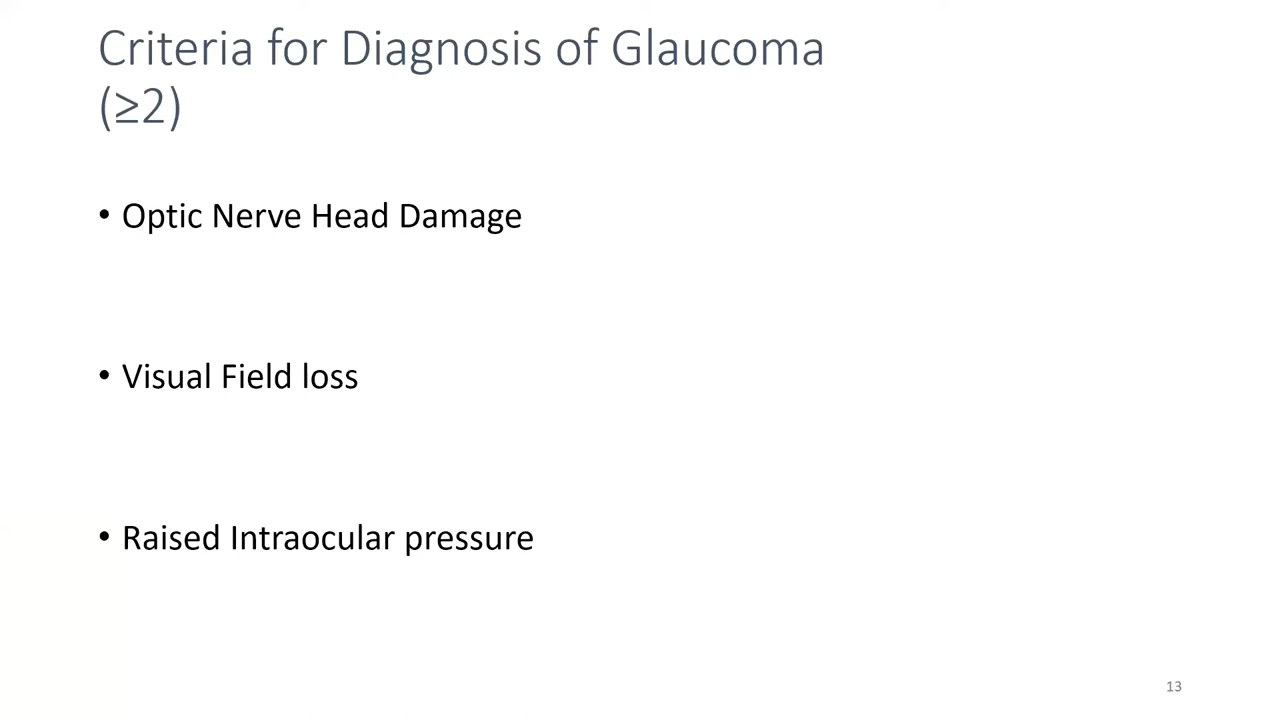 Criteria for Diagnosis of Glaucoma
(≥2)
• Optic Nerve Head Damage
• Visual Field loss
• Raised Intraocular pressure
13